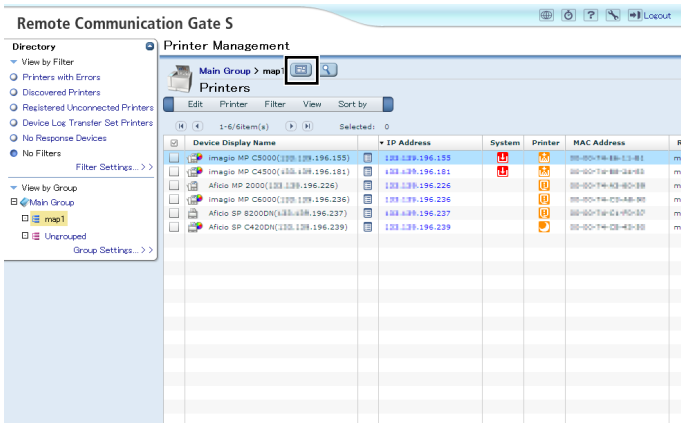 Remote Communication Gate S
Logout
Directory
View by Filter
Printers with Errors
Discovered Printers
Registered Unconnected Printers
Device Log Transfer Set Printers
No Response Devices
No Filters
Filter Settings...>>
View by Group
Main Group
map1
Ungrouped
Group Settings...>>
Printer Management
Main Group > map1
Printers
Edit Printer Filter View Sort by
1-6/6item(s) Selected: 0
Device Display Name IP Address System Printer MAC Address R
imagio MP C5000( .196.155) .196.155 m
imagio MP C4500( .196.181) .196.181 m
Aficio MP 2000( .196.226) .196.226 m
imagio MP C6000( .196.236) .196.236 m
Aficio SP 8200DN( .196.237) .196.237 m
Aficio SP C420DN( .196.239) .196.239 m